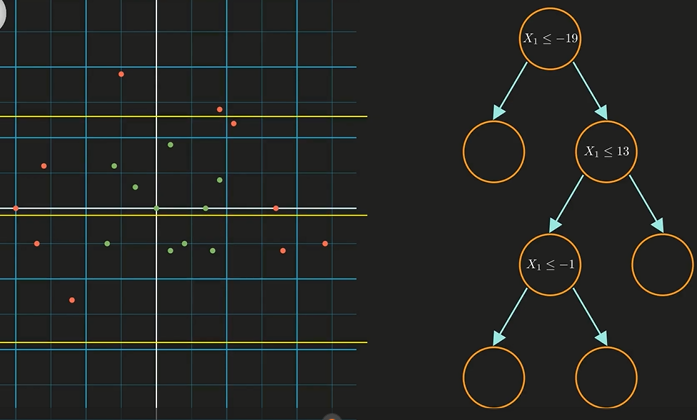 X₁ ≤ −19
X₁ ≤ 13
X₁ ≤ −1